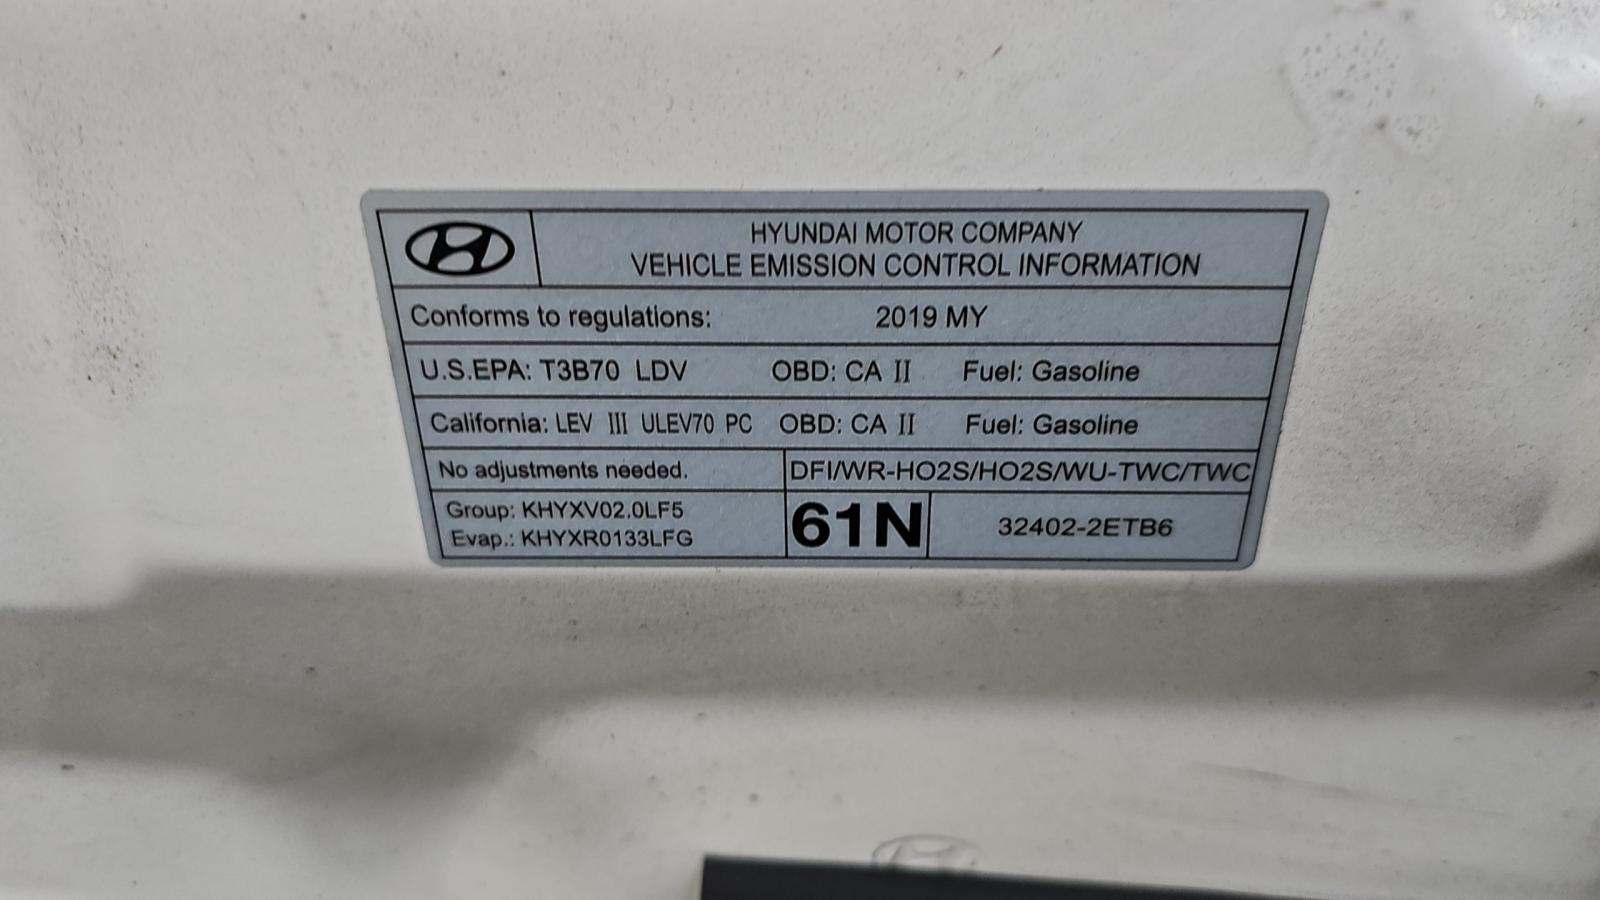 HYUNDAI MOTOR COMPANY
VEHICLE EMISSION CONTROL INFORMATION
Conforms to regulations: 2019 MY
U.S.EPA: T3B70 LDV OBD: CA II Fuel: Gasoline
California: LEV III ULEV70 PC OBD: CA II Fuel: Gasoline
No adjustments needed. DFI/WR-HO2S/HO2S/WU-TWC/TWC
Group: KHYXV02.0LF5
Evap.: KHYXR0133LFG
61N
32402-2ETB6